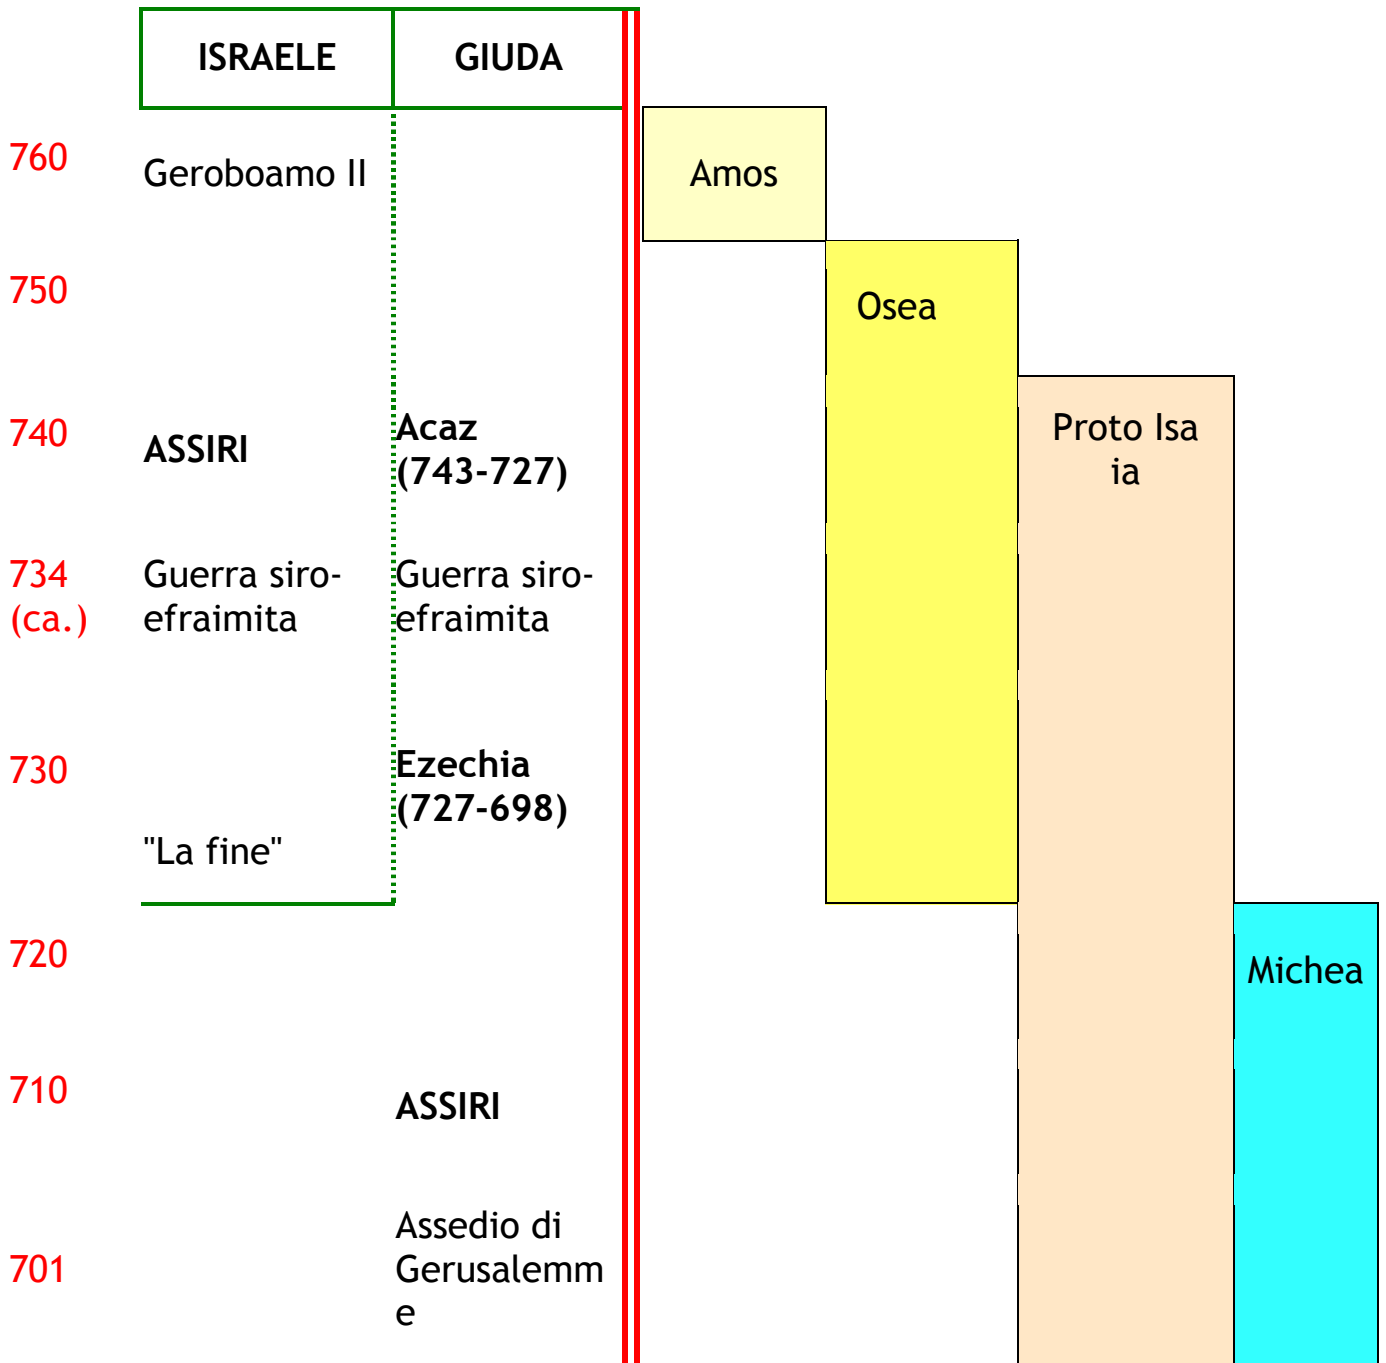 ISRAELE GIUDA
760 Geroboamo II Amos
750 Osea
740 ASSIRI Acaz
(743-727) Proto Isa
ia
734
(ca.) Guerra siro-
efraimita Guerra siro-
efraimita
730 Ezechia
(727-698)
"La fine"
720 Michea
710 ASSIRI
701 Assedio di
Gerusalemm
e